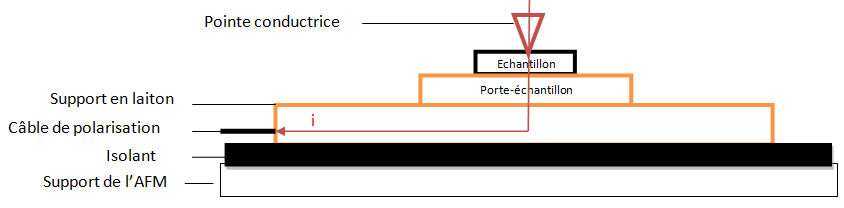 Pointe conductrice
Echantillon
Porte-échantillon
Support en laiton
i
Câble de polarisation
Isolant
Support de l'AFM